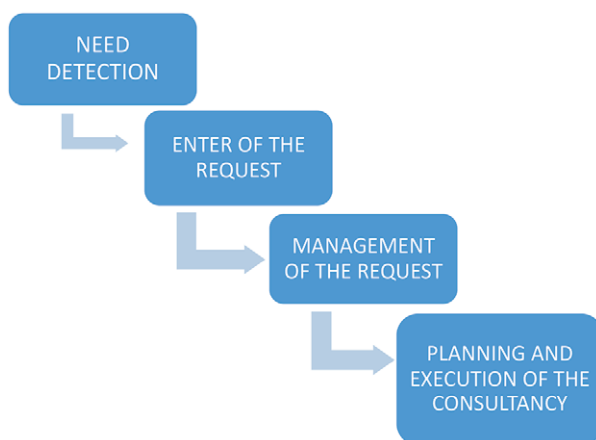 NEED
DETECTION
ENTER OF THE
REQUEST
MANAGEMENT
OF THE REQUEST
PLANNING AND
EXECUTION OF THE
CONSULTANCY